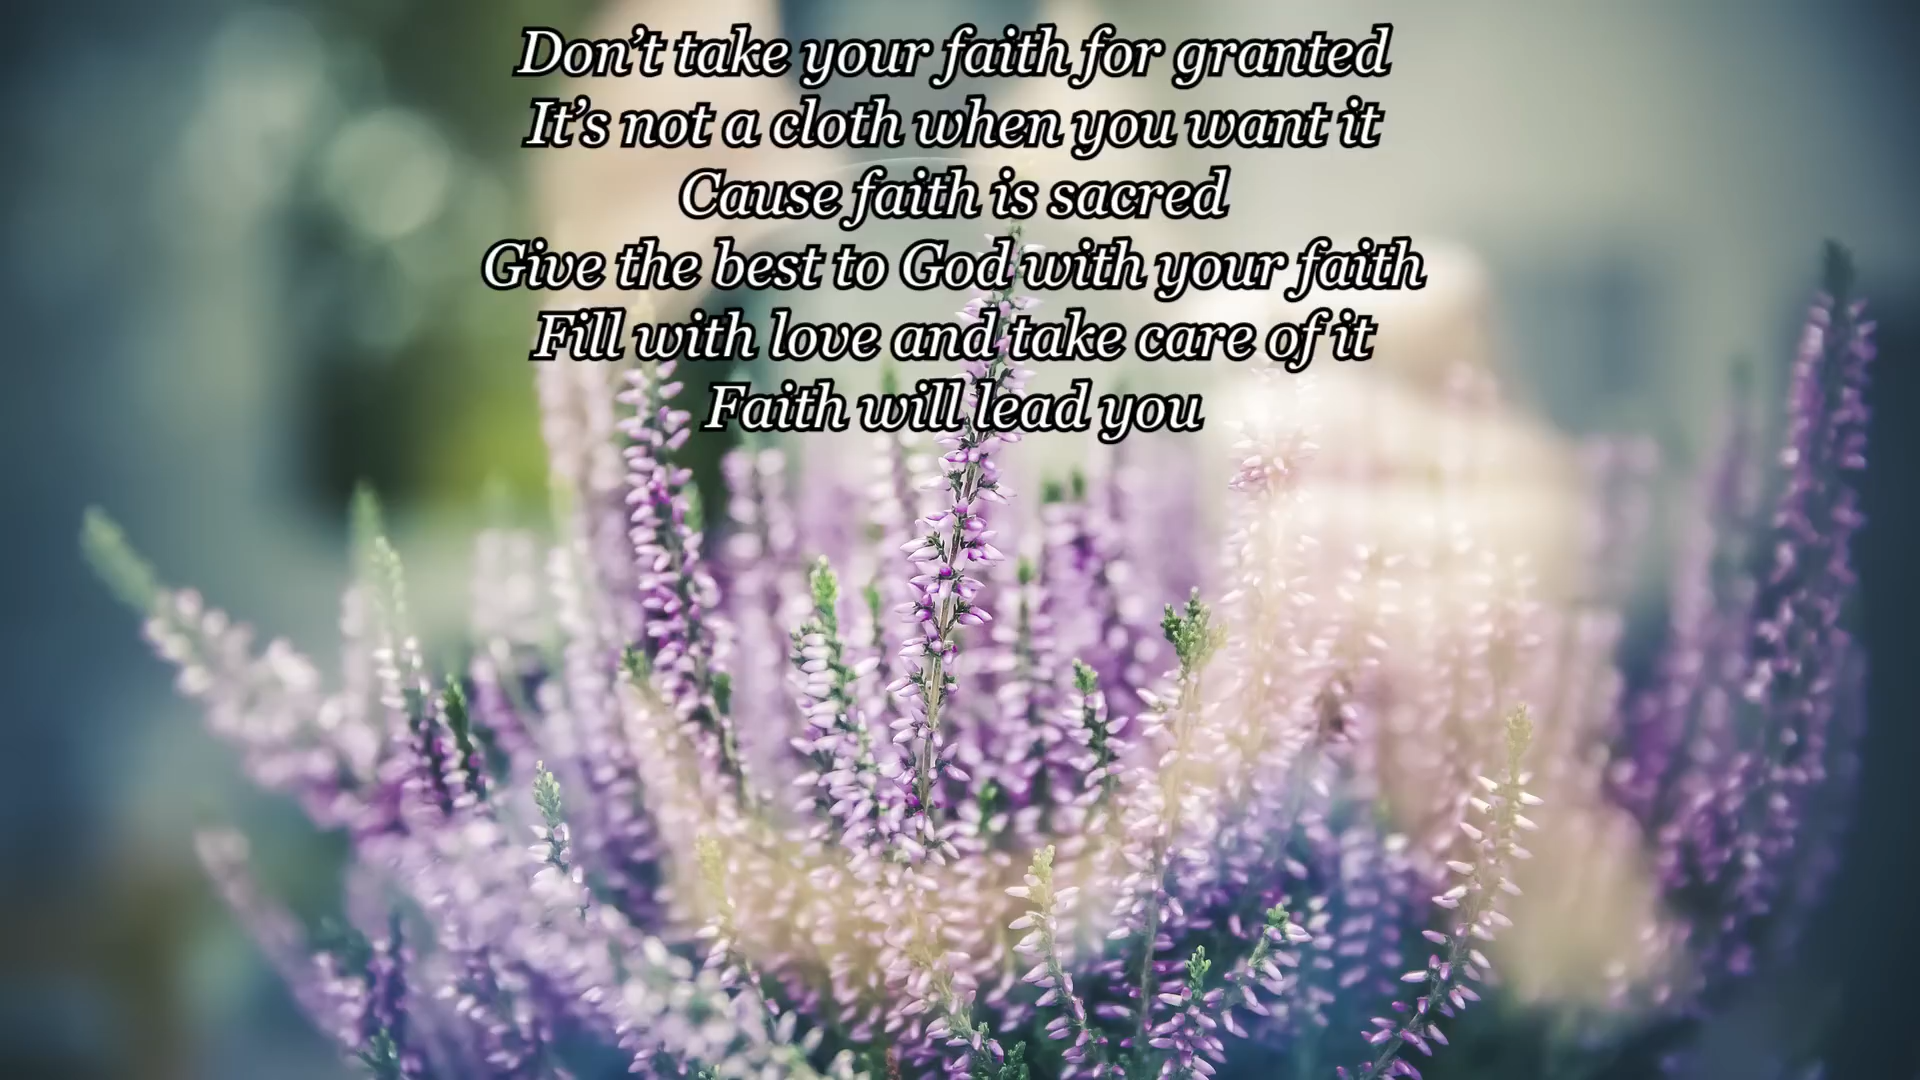 Don’t take your faith for granted
It’s not a cloth when you want it
Cause faith is sacred
Give the best to God with your faith
Fill with love and take care of it
Faith will lead you